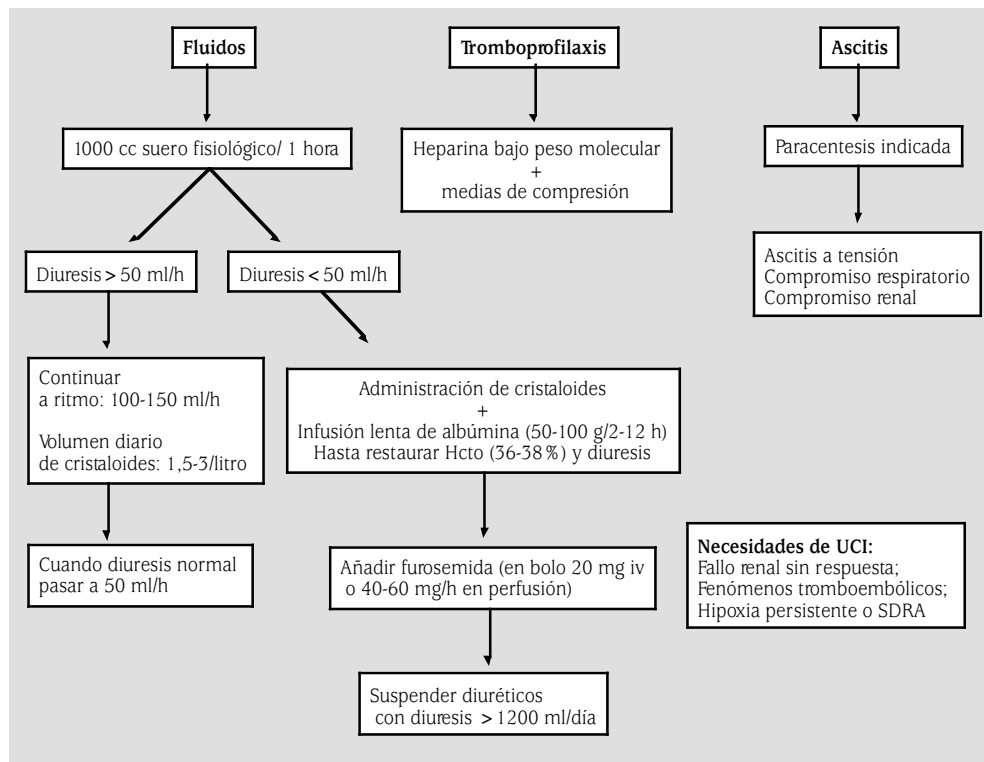 Fluidos
Tromboprofilaxis
Ascitis
1000 cc suero fisiológico/ 1 hora
Heparina bajo peso molecular
+
medias de compresión
Paracentesis indicada
Diuresis > 50 ml/h
Diuresis < 50 ml/h
Ascitis a tensión
Compromiso respiratorio
Compromiso renal
Continuar
a ritmo: 100-150 ml/h
Volumen diario
de cristaloides: 1,5-3/litro
Administración de cristaloides
+
Infusión lenta de albúmina (50-100 g/2-12 h)
Hasta restaurar Hcto (36-38%) y diuresis
Cuando diuresis normal
pasar a 50 ml/h
Añadir furosemida (en bolo 20 mg iv
o 40-60 mg/h en perfusión)
Necesidades de UCI:
Fallo renal sin respuesta;
Fenómenos tromboembólicos;
Hipoxia persistente o SDRA
Suspender diuréticos
con diuresis > 1200 ml/día